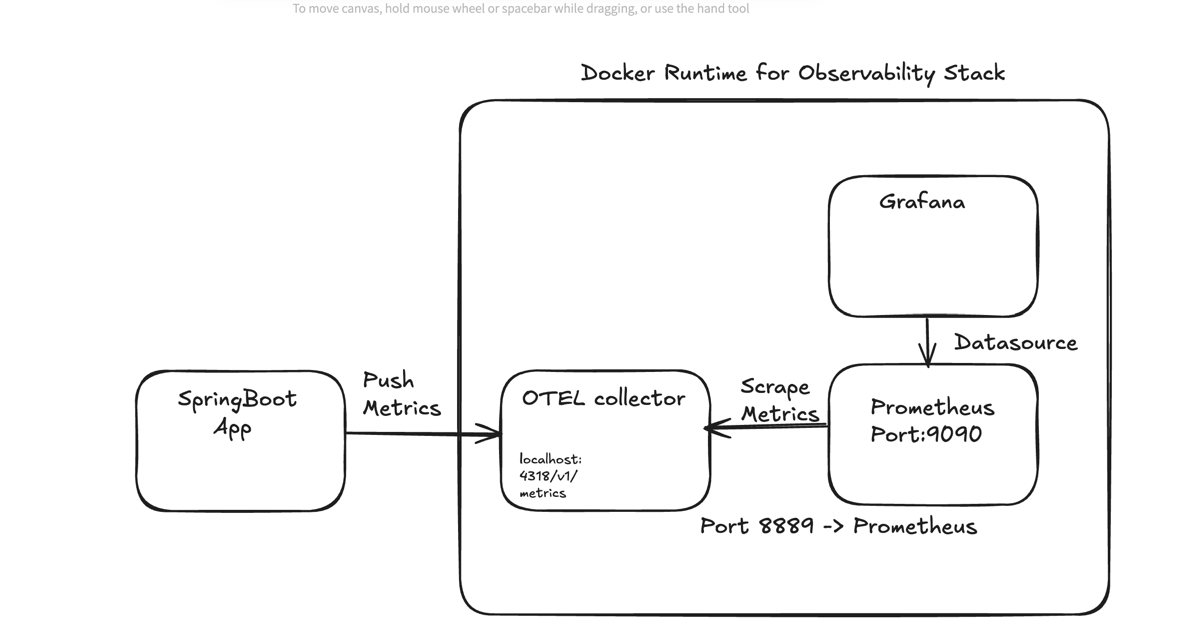 To move canvas, hold mouse wheel or spacebar while dragging, or use the hand tool
Docker Runtime for Observability Stack
Grafana
Datasource
SpringBoot
App
Push
Metrics
OTEL collector
localhost:
4318/v1/
metrics
Scrape
Metrics
Prometheus
Port:9090
Port 8889 -> Prometheus